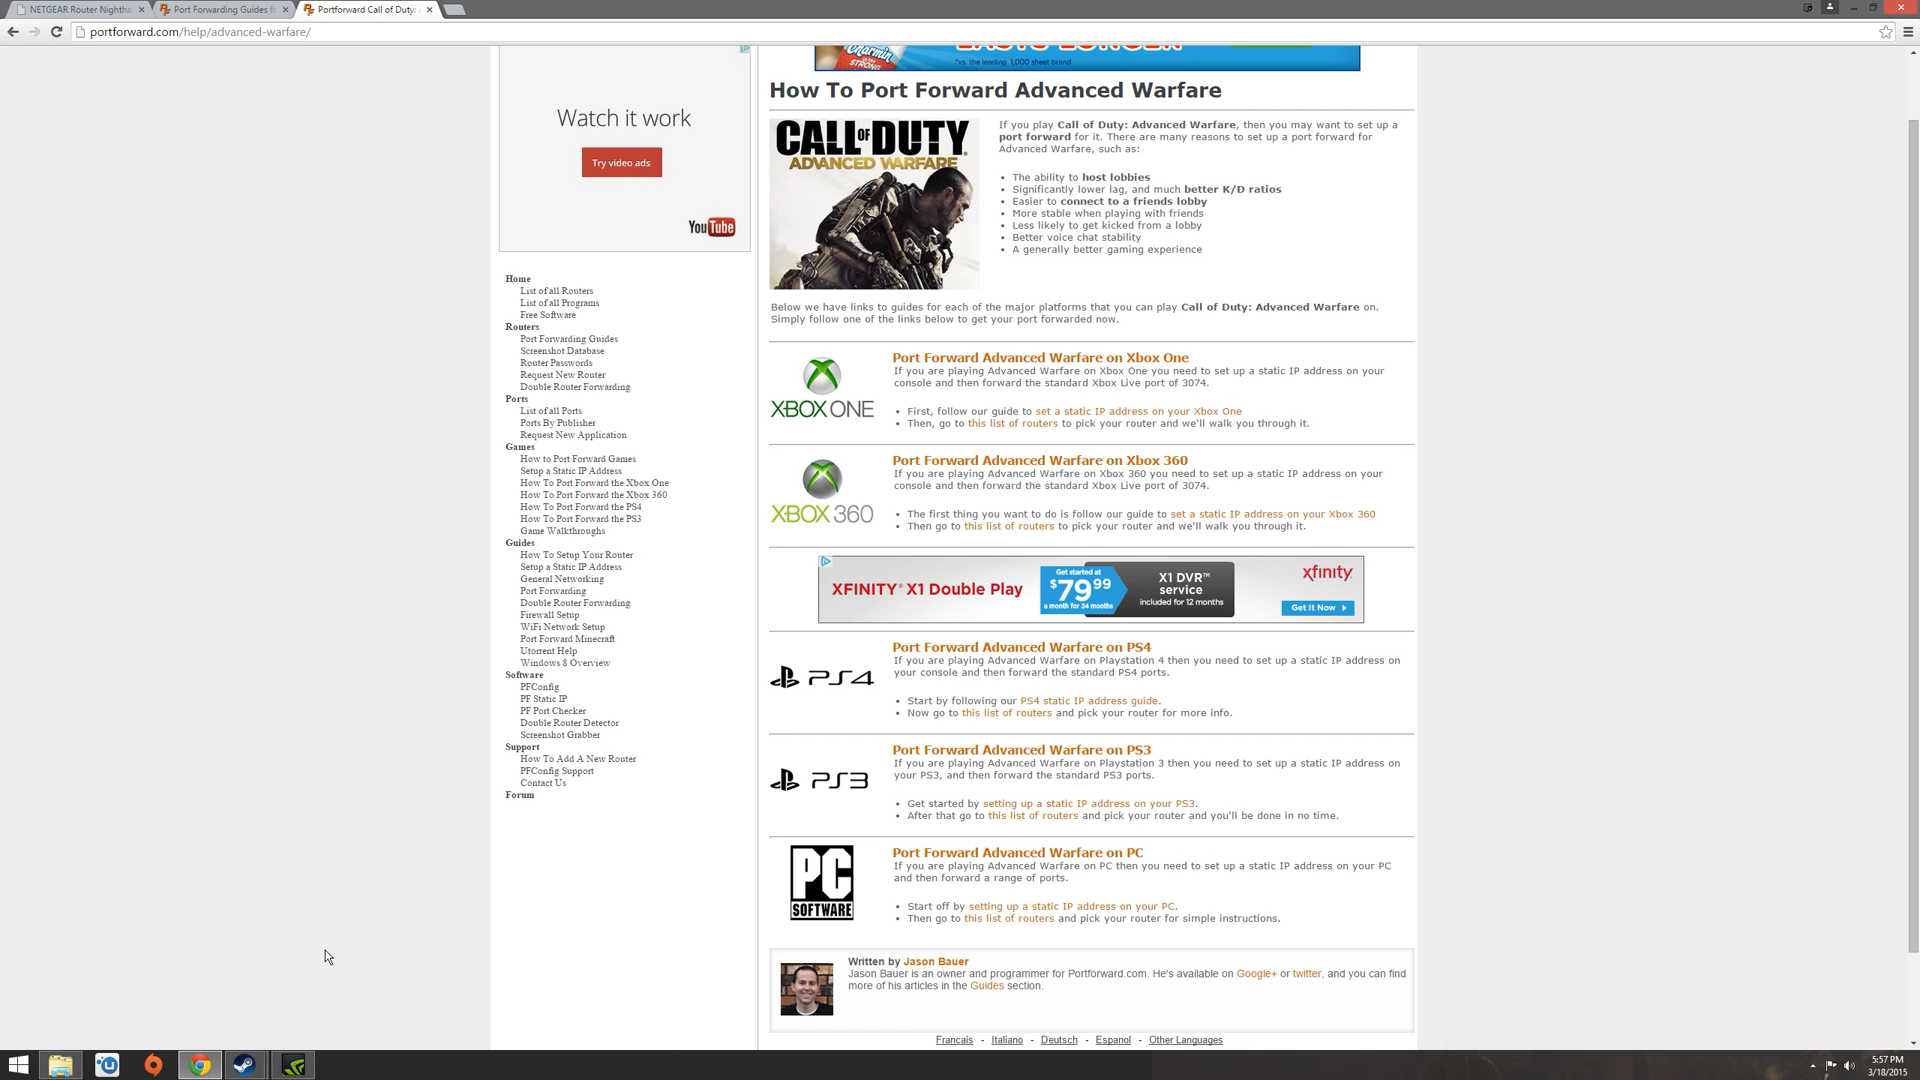 NETGEAR Router Nightha
Port Forwarding Guides fo
Portforward Call of Duty:
portforward.com/help/advanced-warfare/
Charmin
ULTRA STRONG
*vs. the leading 1,000 sheet brand
Watch it work
Try video ads
YouTube
Home
List of all Routers
List of all Programs
Free Software
Routers
Port Forwarding Guides
Screenshot Database
Router Passwords
Request New Router
Double Router Forwarding
Ports
List of all Ports
Ports By Publisher
Request New Application
Games
How to Port Forward Games
Setup a Static IP Address
How To Port Forward the Xbox One
How To Port Forward the Xbox 360
How To Port Forward the PS4
How To Port Forward the PS3
Game Walkthroughs
Guides
How To Setup Your Router
Setup a Static IP Address
General Networking
Port Forwarding
Double Router Forwarding
Firewall Setup
WiFi Network Setup
Port Forward Minecraft
Utorrent Help
Windows 8 Overview
Software
PFConfig
PF Static IP
PF Port Checker
Double Router Detector
Screenshot Grabber
Support
How To Add A New Router
PFConfig Support
Contact Us
Forum
How To Port Forward Advanced Warfare
CALL OF DUTY
ADVANCED WARFARE
If you play Call of Duty: Advanced Warfare, then you may want to set up a
port forward for it. There are many reasons to set up a port forward for
Advanced Warfare, such as:
• The ability to host lobbies
• Significantly lower lag, and much better K/D ratios
• Easier to connect to a friends lobby
• More stable when playing with friends
• Less likely to get kicked from a lobby
• Better voice chat stability
• A generally better gaming experience
Below we have links to guides for each of the major platforms that you can play Call of Duty: Advanced Warfare on.
Simply follow one of the links below to get your port forwarded now.
XBOX ONE
Port Forward Advanced Warfare on Xbox One
If you are playing Advanced Warfare on Xbox One you need to set up a static IP address on your
console and then forward the standard Xbox Live port of 3074.
• First, follow our guide to set a static IP address on your Xbox One
• Then, go to this list of routers to pick your router and we'll walk you through it.
XBOX 360
Port Forward Advanced Warfare on Xbox 360
If you are playing Advanced Warfare on Xbox 360 you need to set up a static IP address on your
console and then forward the standard Xbox Live port of 3074.
• The first thing you want to do is follow our guide to set a static IP address on your Xbox 360
• Then go to this list of routers to pick your router and we'll walk you through it.
XFINITY® X1 Double Play
Get started at
$79.99
a month for 24 months
X1 DVR™
service
included for 12 months
xfinity
Get It Now
PS4
Port Forward Advanced Warfare on PS4
If you are playing Advanced Warfare on Playstation 4 then you need to set up a static IP address on
your console and then forward the standard PS4 ports.
• Start by following our PS4 static IP address guide.
• Now go to this list of routers and pick your router for more info.
PS3
Port Forward Advanced Warfare on PS3
If you are playing Advanced Warfare on Playstation 3 then you need to set up a static IP address on
your PS3, and then forward the standard PS3 ports.
• Get started by setting up a static IP address on your PS3.
• After that go to this list of routers and pick your router and you'll be done in no time.
PC
SOFTWARE
Port Forward Advanced Warfare on PC
If you are playing Advanced Warfare on PC then you need to set up a static IP address on your PC
and then forward a range of ports.
• Start off by setting up a static IP address on your PC.
• Then go to this list of routers and pick your router for simple instructions.
Written by Jason Bauer
Jason Bauer is an owner and programmer for Portforward.com. He's available on Google+ or twitter, and you can find
more of his articles in the Guides section.
Francais - Italiano - Deutsch - Espanol - Other Languages
5:57 PM
3/18/2015